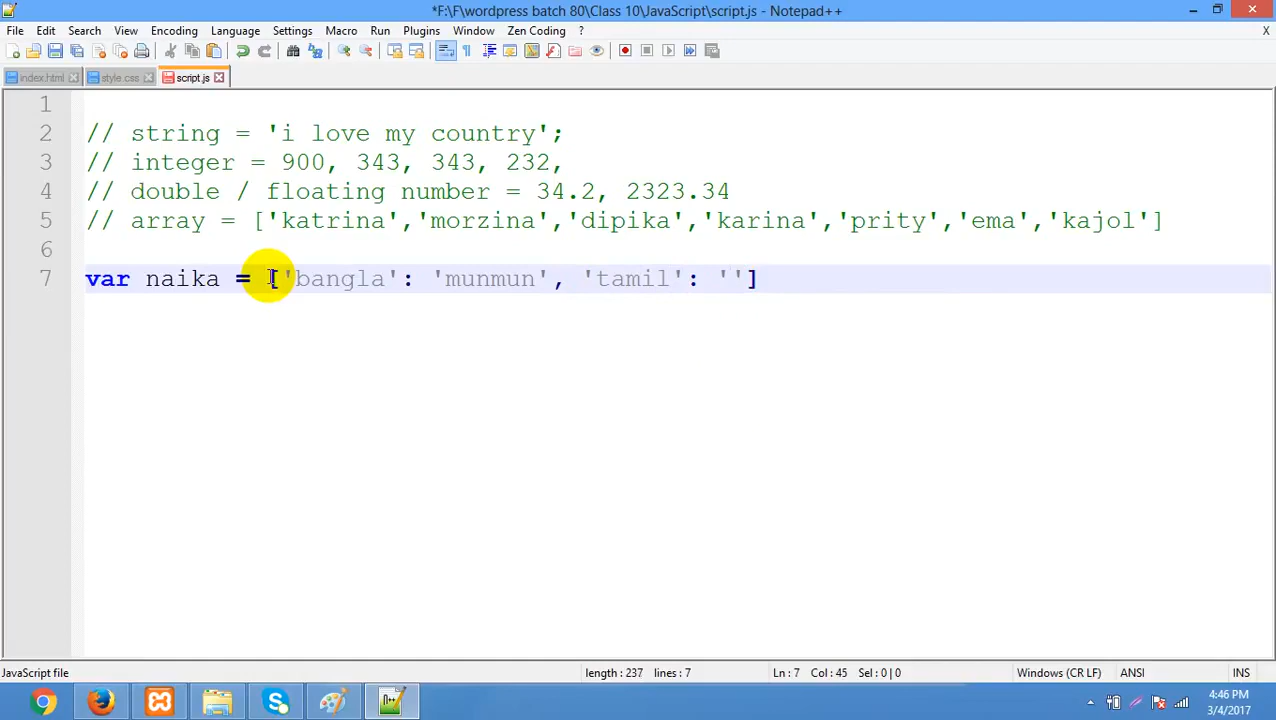 *F:\F\wordpress batch 80\Class 10\JavaScript\script.js - Notepad++
File Edit Search View Encoding Language Settings Macro Run Plugins Window Zen Coding ? X
index.html style.css script.js
1
2 // string = 'i love my country';
3 // integer = 900, 343, 343, 232,
4 // double / floating number = 34.2, 2323.34
5 // array = ['katrina','morzina','dipika','karina','prity','ema','kajol']
6
7 var naika = ['bangla': 'munmun', 'tamil': '']
JavaScript file length : 237 lines : 7 Ln : 7 Col : 45 Sel : 0 | 0 Windows (CR LF) ANSI INS
4:46 PM
3/4/2017